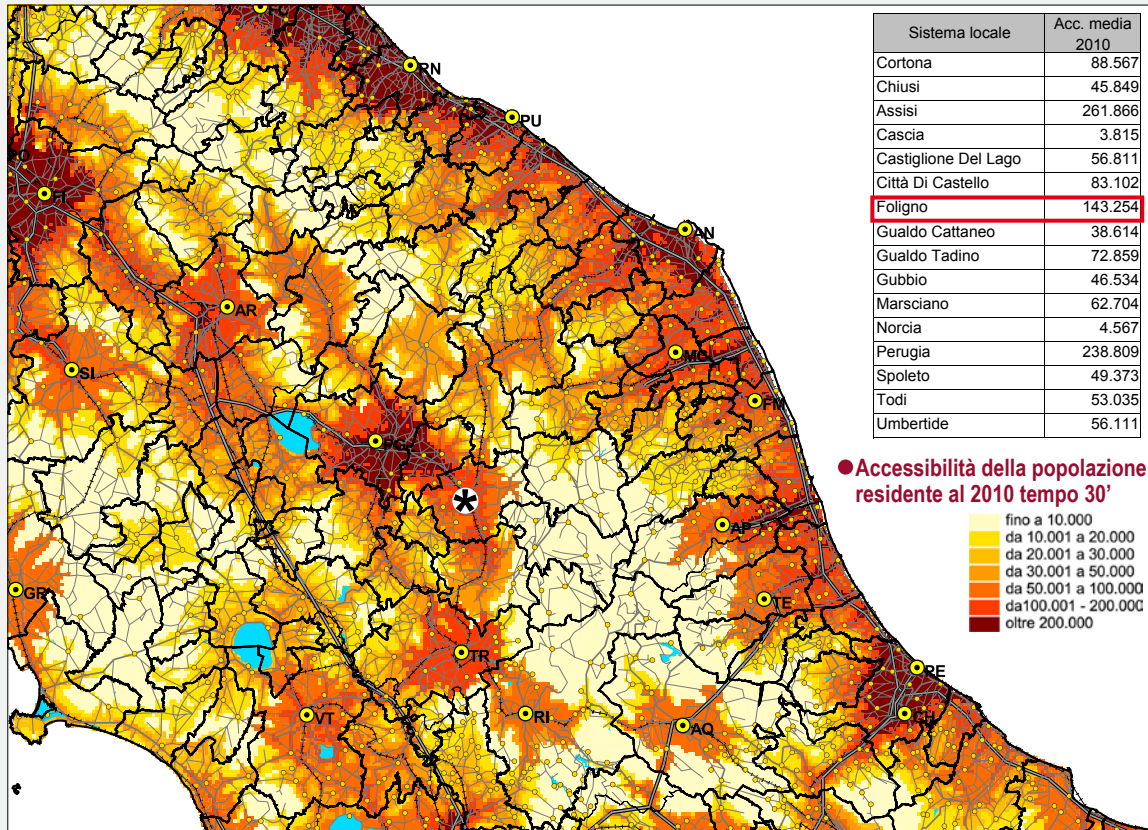 Sistema locale Acc. media 2010
Cortona 88.567
Chiusi 45.849
Assisi 261.866
Cascia 3.815
Castiglione Del Lago 56.811
Città Di Castello 83.102
Foligno 143.254
Gualdo Cattaneo 38.614
Gualdo Tadino 72.859
Gubbio 46.534
Marsciano 62.704
Norcia 4.567
Perugia 238.809
Spoleto 49.373
Todi 53.035
Umbertide 56.111
Accessibilità della popolazione
residente al 2010 tempo 30'
fino a 10.000
da 10.001 a 20.000
da 20.001 a 30.000
da 30.001 a 50.000
da 50.001 a 100.000
da100.001 - 200.000
oltre 200.000
RN
PU
FI
AN
AR
MC
SI
FM
PG
*
AP
GR
TE
TR
PE
VT
RI
AQ
CH